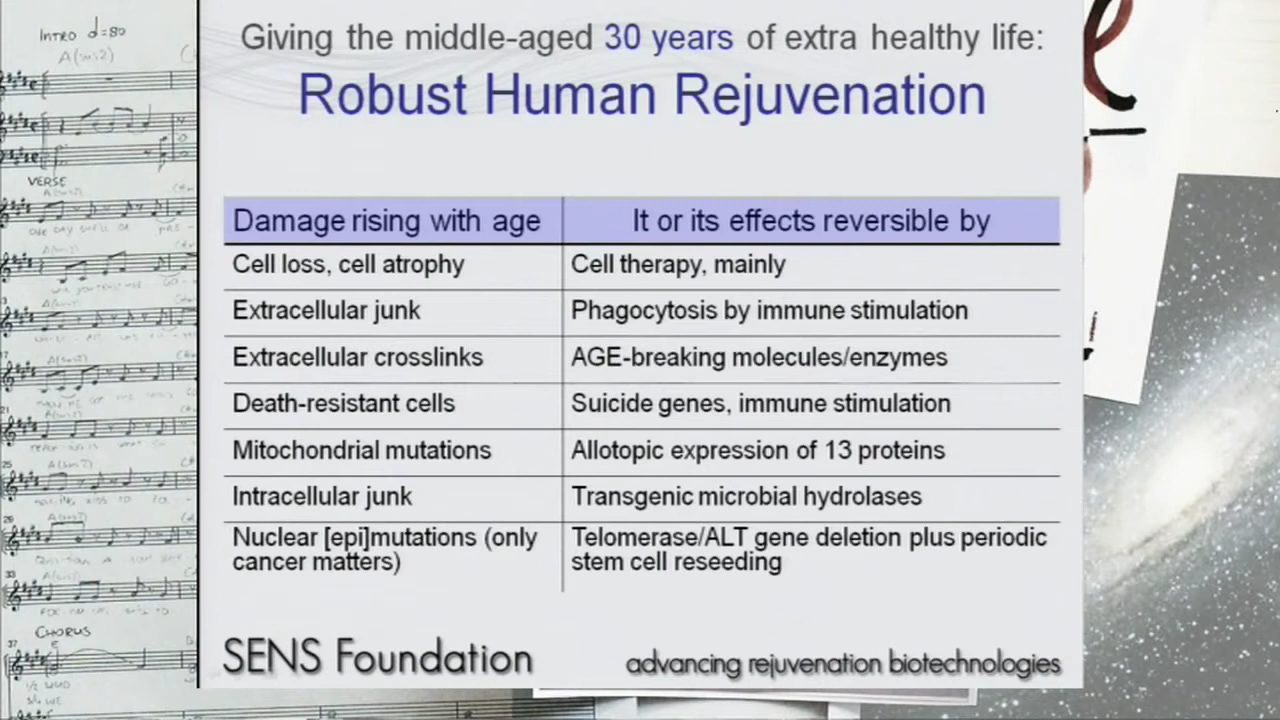 INTRO d=80
A(sus2)
VERSE
CHORUS
Giving the middle-aged 30 years of extra healthy life:
Robust Human Rejuvenation
Damage rising with age It or its effects reversible by
Cell loss, cell atrophy Cell therapy, mainly
Extracellular junk Phagocytosis by immune stimulation
Extracellular crosslinks AGE-breaking molecules/enzymes
Death-resistant cells Suicide genes, immune stimulation
Mitochondrial mutations Allotopic expression of 13 proteins
Intracellular junk Transgenic microbial hydrolases
Nuclear [epi]mutations (only Telomerase/ALT gene deletion plus periodic
cancer matters) stem cell reseeding
SENS Foundation advancing rejuvenation biotechnologies